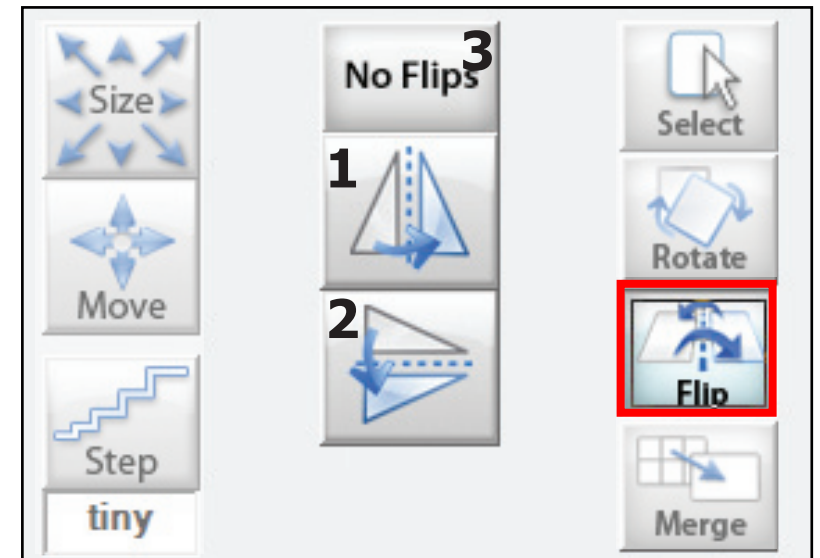 Size
Move
Step
tiny
3
No Flips
1
2
Select
Rotate
Flip
Merge